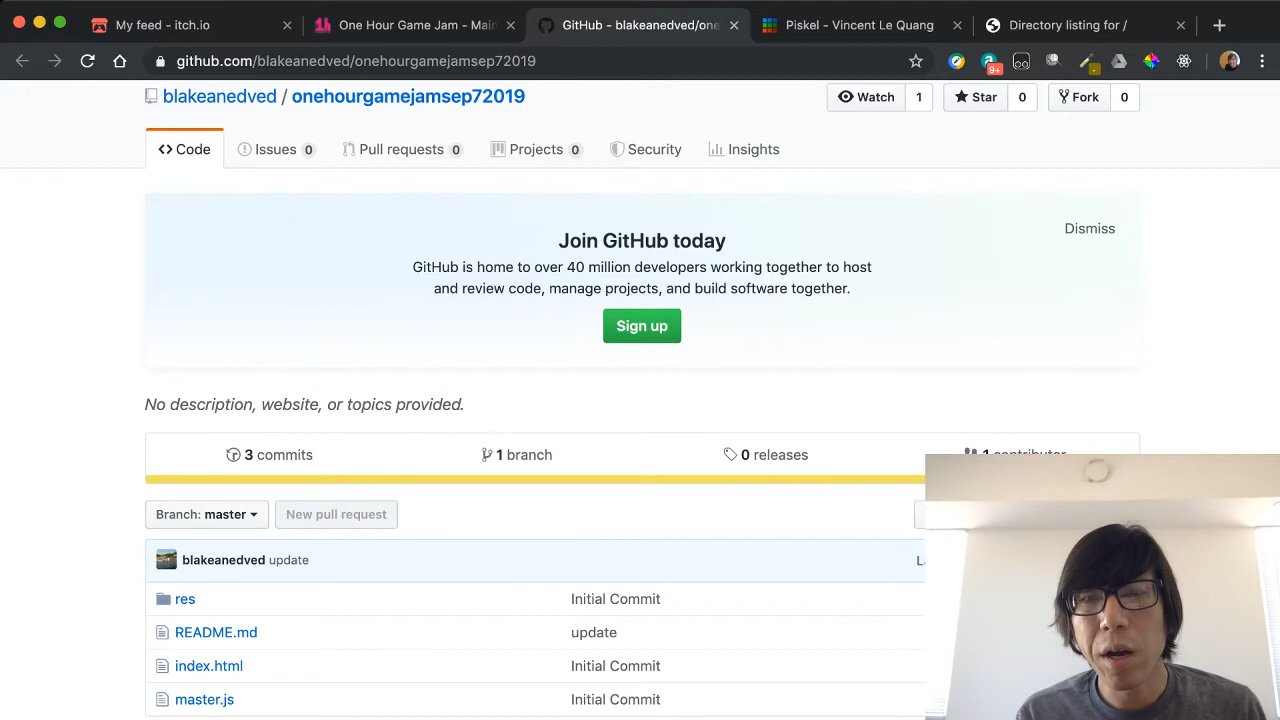 My feed - itch.io
One Hour Game Jam - Main
GitHub - blakeanedved/one
Piskel - Vincent Le Quang
Directory listing for /
github.com/blakeanedved/onehourgamejamsep72019
9+
blakeanedved / onehourgamejamsep72019
Watch 1
Star 0
Fork 0
Code
Issues 0
Pull requests 0
Projects 0
Security
Insights
Join GitHub today
Dismiss
GitHub is home to over 40 million developers working together to host
and review code, manage projects, and build software together.
Sign up
No description, website, or topics provided.
3 commits
1 branch
0 releases
1 contributor
Branch: master
New pull request
blakeanedved update
res
Initial Commit
README.md
update
index.html
Initial Commit
master.js
Initial Commit